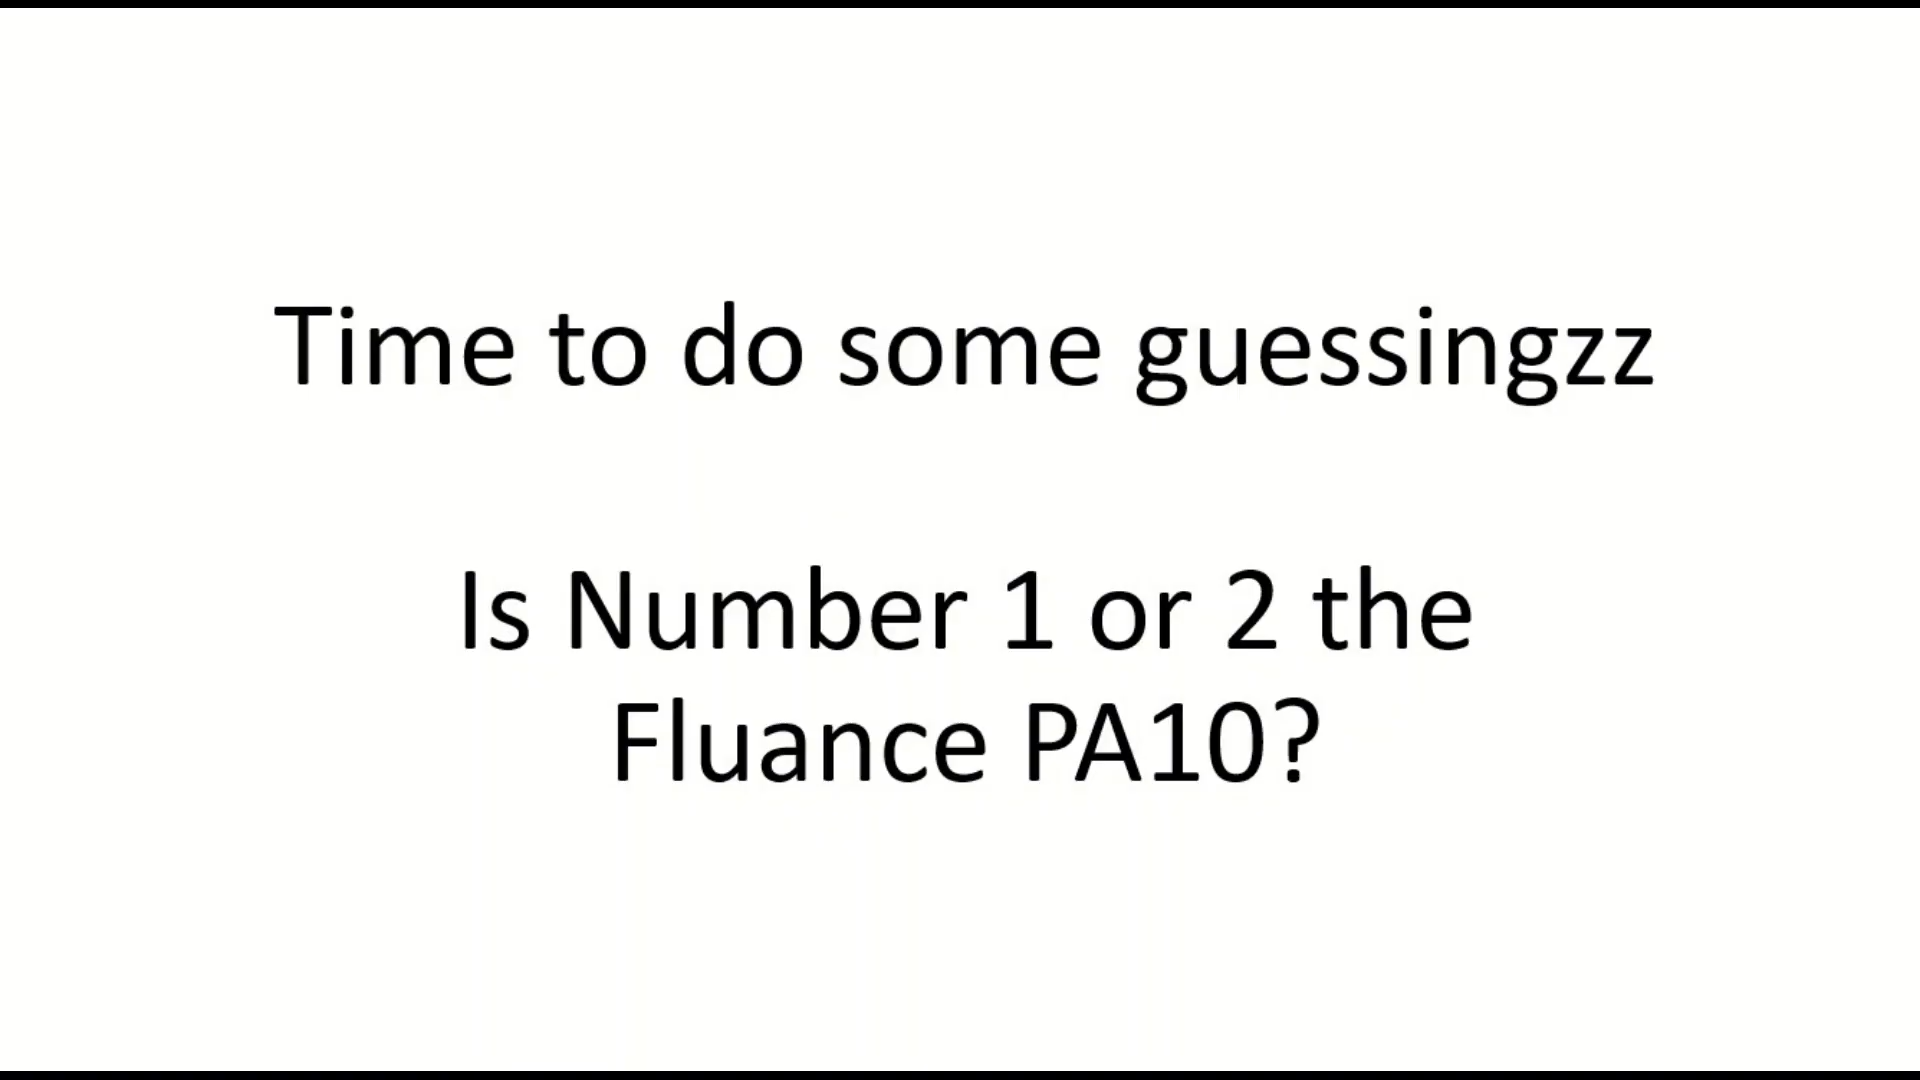 Time to do some guessingzz
Is Number 1 or 2 the
Fluance PA10?